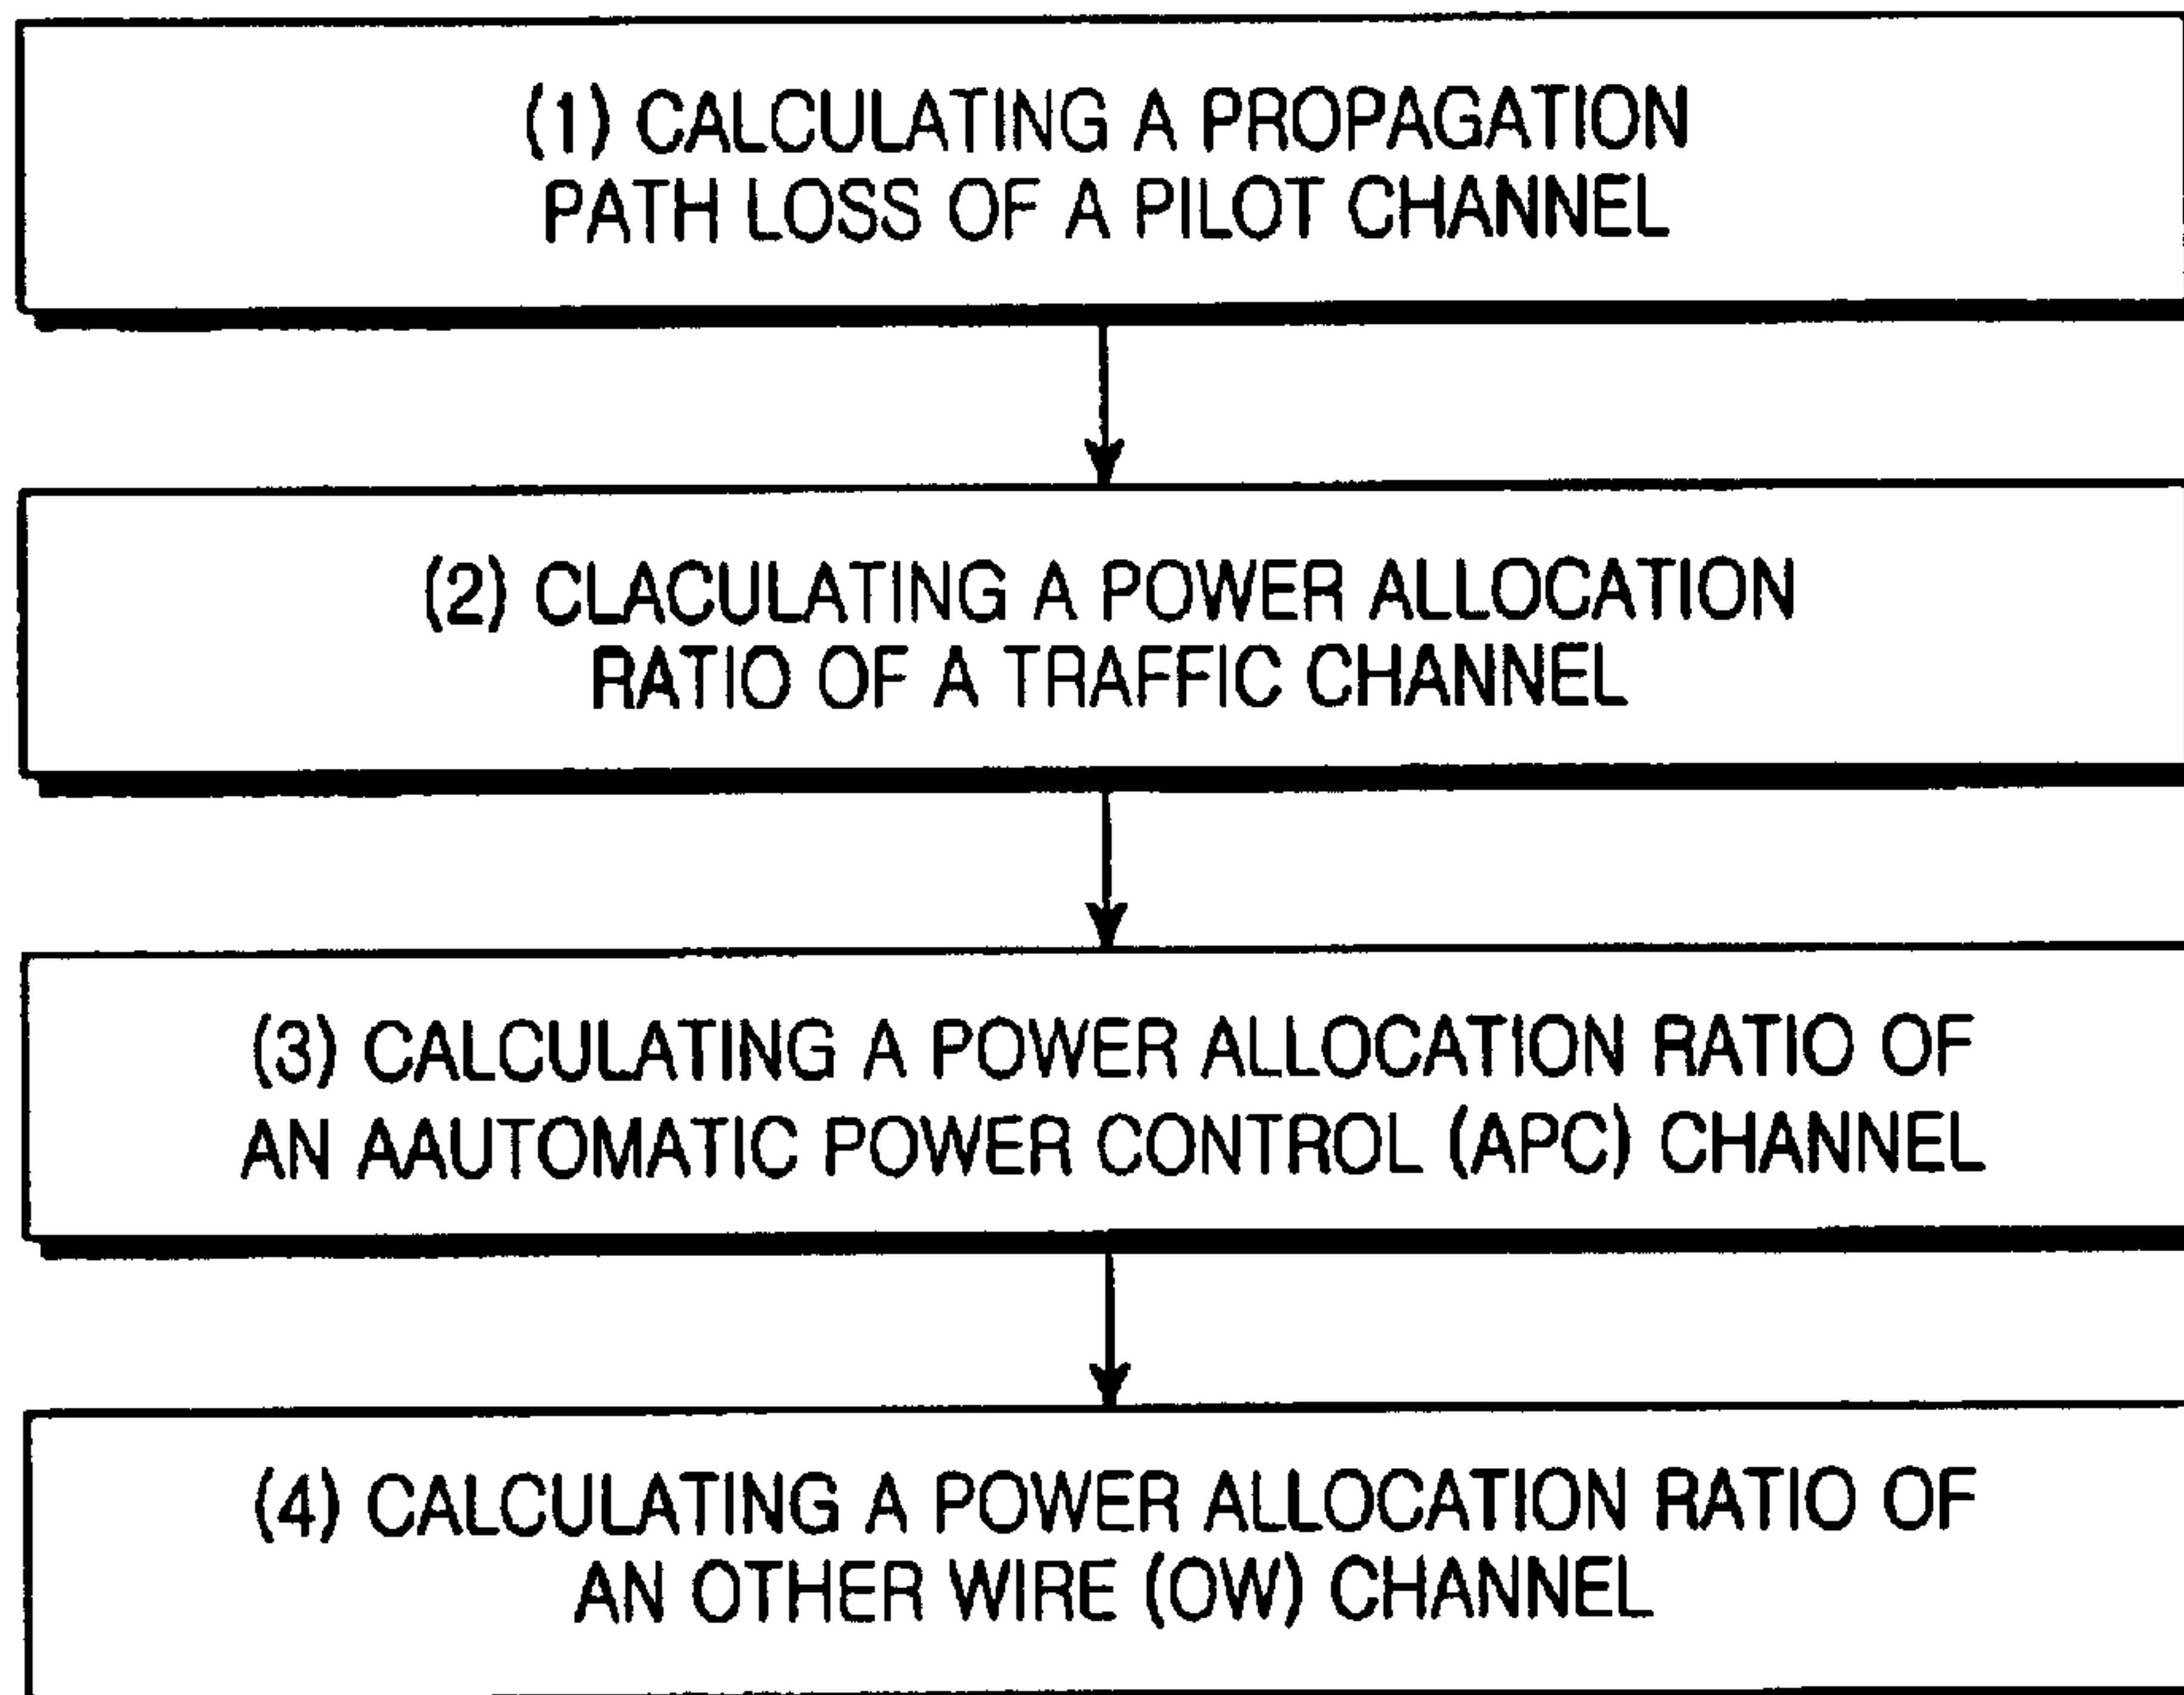 (1) CALCULATING A PROPAGATION
PATH LOSS OF A PILOT CHANNEL
(2) CLACULATING A POWER ALLOCATION
RATIO OF A TRAFFIC CHANNEL
(3) CALCULATING A POWER ALLOCATION RATIO OF
AN AAUTOMATIC POWER CONTROL (APC) CHANNEL
(4) CALCULATING A POWER ALLOCATION RATIO OF
AN OTHER WIRE (OW) CHANNEL